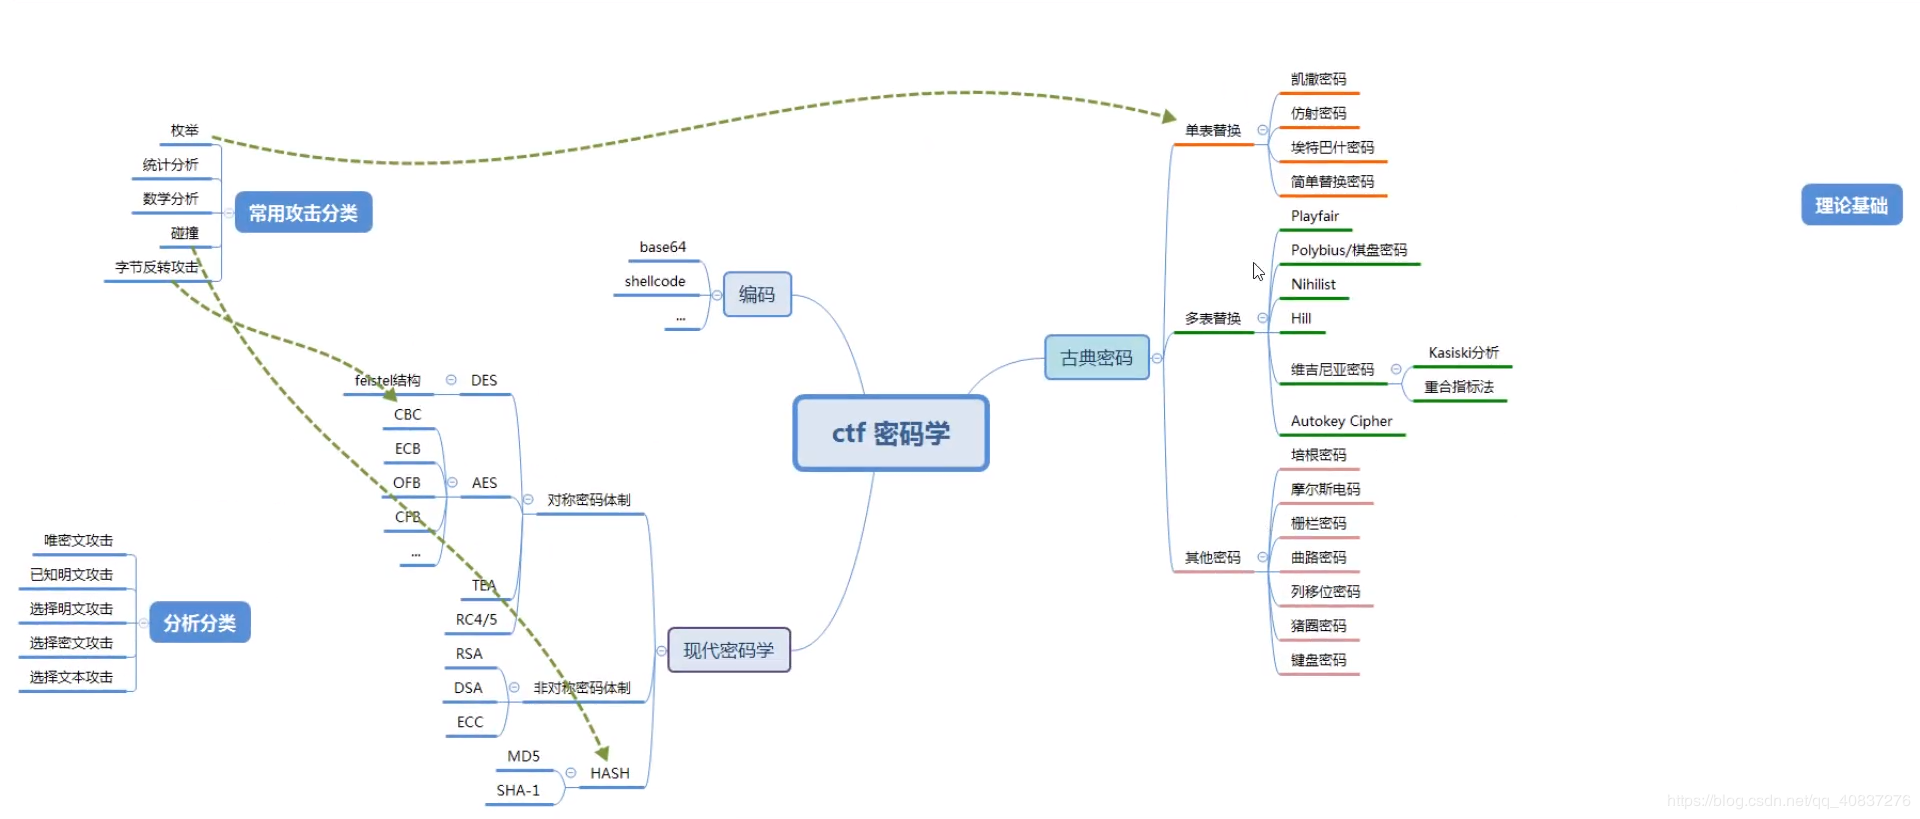 ctf 密码学
编码
base64
shellcode
...
古典密码
单表替换
凯撒密码
仿射密码
埃特巴什密码
简单替换密码
多表替换
Playfair
Polybius/棋盘密码
Nihilist
Hill
维吉尼亚密码
Kasiski分析
重合指标法
Autokey Cipher
其他密码
培根密码
摩尔斯电码
栅栏密码
曲路密码
列移位密码
猪圈密码
键盘密码
现代密码学
对称密码体制
DES
feistel结构
AES
CBC
ECB
OFB
CFB
...
TEA
RC4/5
非对称密码体制
RSA
DSA
ECC
HASH
MD5
SHA-1
常用攻击分类
枚举
统计分析
数学分析
碰撞
字节反转攻击
分析分类
唯密文攻击
已知明文攻击
选择明文攻击
选择密文攻击
选择文本攻击
理论基础
https://blog.csdn.net/qq_40837276